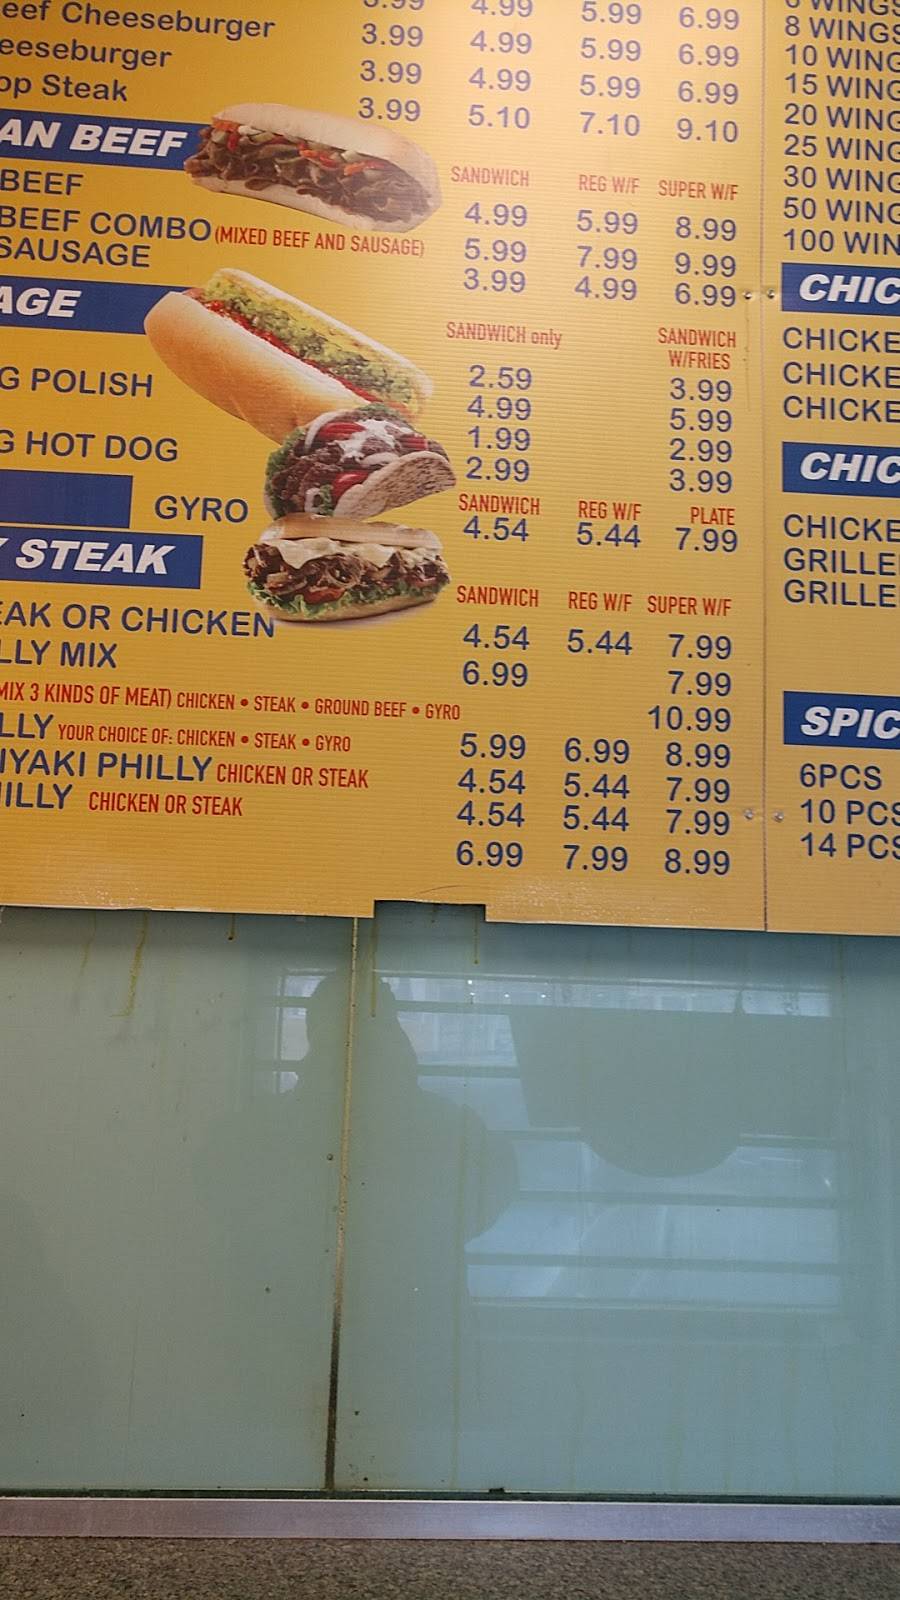 eef Cheeseburger 4.99 5.99 6.99
eeseburger 3.99 4.99 5.99 6.99
op Steak 3.99 4.99 5.99 6.99
3.99 5.10 7.10 9.10
AN BEEF SANDWICH REG W/F SUPER W/F
BEEF 4.99 5.99 8.99
BEEF COMBO (MIXED BEEF AND SAUSAGE) 5.99 7.99 9.99
SAUSAGE 3.99 4.99 6.99
AGE SANDWICH only SANDWICH W/FRIES
2.59 3.99
G POLISH 4.99 5.99
1.99 2.99
G HOT DOG 2.99 3.99
SANDWICH REG W/F PLATE
GYRO 4.54 5.44 7.99
Y STEAK SANDWICH REG W/F SUPER W/F
EAK OR CHICKEN 4.54 5.44 7.99
LLY MIX 6.99 7.99
MIX 3 KINDS OF MEAT) CHICKEN • STEAK • GROUND BEEF • GYRO 10.99
LLY YOUR CHOICE OF: CHICKEN • STEAK • GYRO 5.99 6.99 8.99
IYAKI PHILLY CHICKEN OR STEAK 4.54 5.44 7.99
HILLY CHICKEN OR STEAK 4.54 5.44 7.99
6.99 7.99 8.99
WINGS
8 WINGS
10 WING
15 WING
20 WING
25 WING
30 WING
50 WING
100 WIN
CHIC
CHICKE
CHICKE
CHICKE
CHIC
CHICKE
GRILLE
GRILLE
SPIC
6PCS
10 PCS
14 PCS